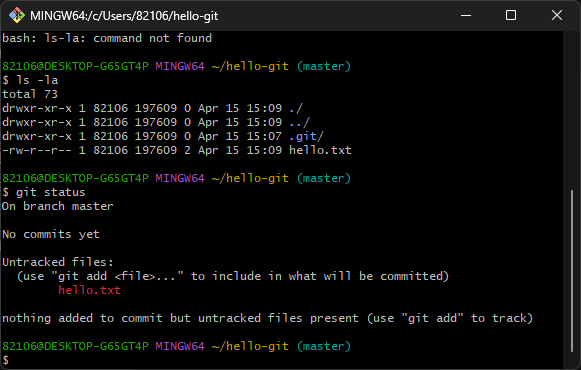 MINGW64:/c/Users/82106/hello-git
bash: ls-la: command not found
82106@DESKTOP-G65GT4P MINGW64 ~/hello-git (master)
$ ls -la
total 73
drwxr-xr-x 1 82106 197609 0 Apr 15 15:09 ./
drwxr-xr-x 1 82106 197609 0 Apr 15 15:09 ../
drwxr-xr-x 1 82106 197609 0 Apr 15 15:07 .git/
-rw-r--r-- 1 82106 197609 2 Apr 15 15:09 hello.txt
82106@DESKTOP-G65GT4P MINGW64 ~/hello-git (master)
$ git status
On branch master
No commits yet
Untracked files:
(use "git add <file>..." to include in what will be committed)
hello.txt
nothing added to commit but untracked files present (use "git add" to track)
82106@DESKTOP-G65GT4P MINGW64 ~/hello-git (master)
$